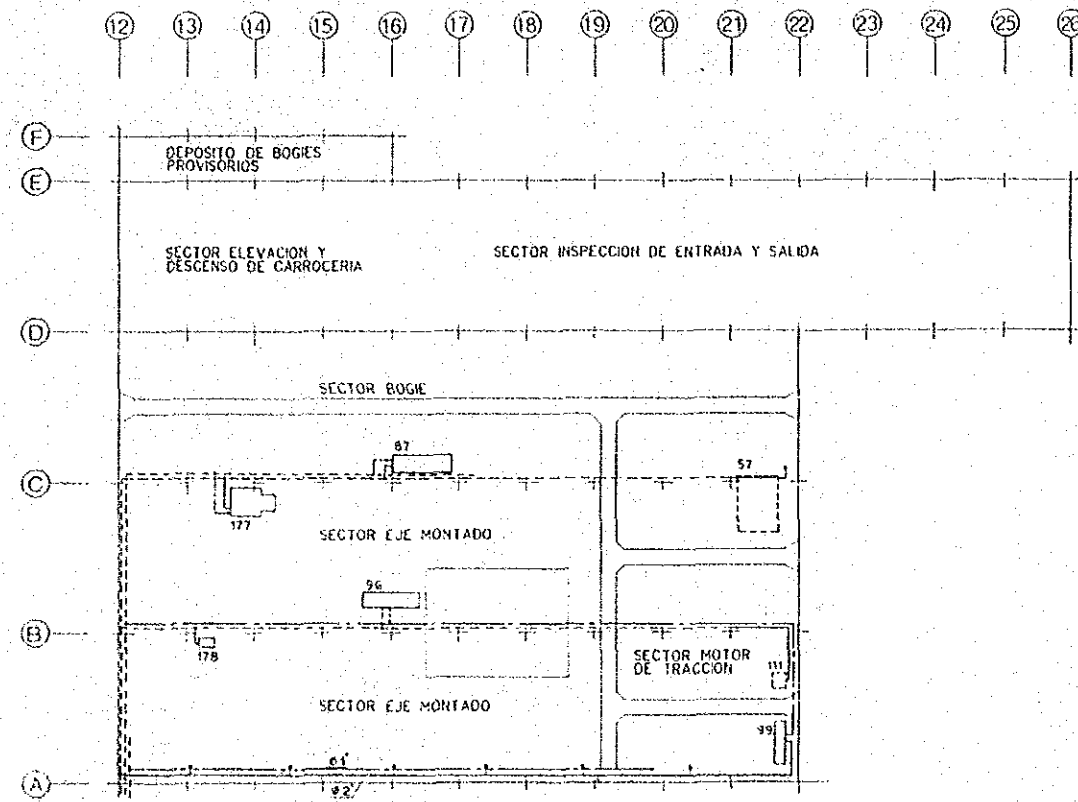 12 13 14 15 16 17 18 19 20 21 22 23 24 25
F
DEPOSITO DE BOGIES
PROVISORIOS
E
SECTOR ELEVACION Y
DESCENSO DE CARROCERIA
SECTOR INSPECCION DE ENTRADA Y SALIDA
D
SECTOR BOGIE
87
57
C
177
SECTOR EJE MONTADO
96
B
178
SECTOR MOTOR
DE TRACCION
111
SECTOR EJE MONTADO
99
A